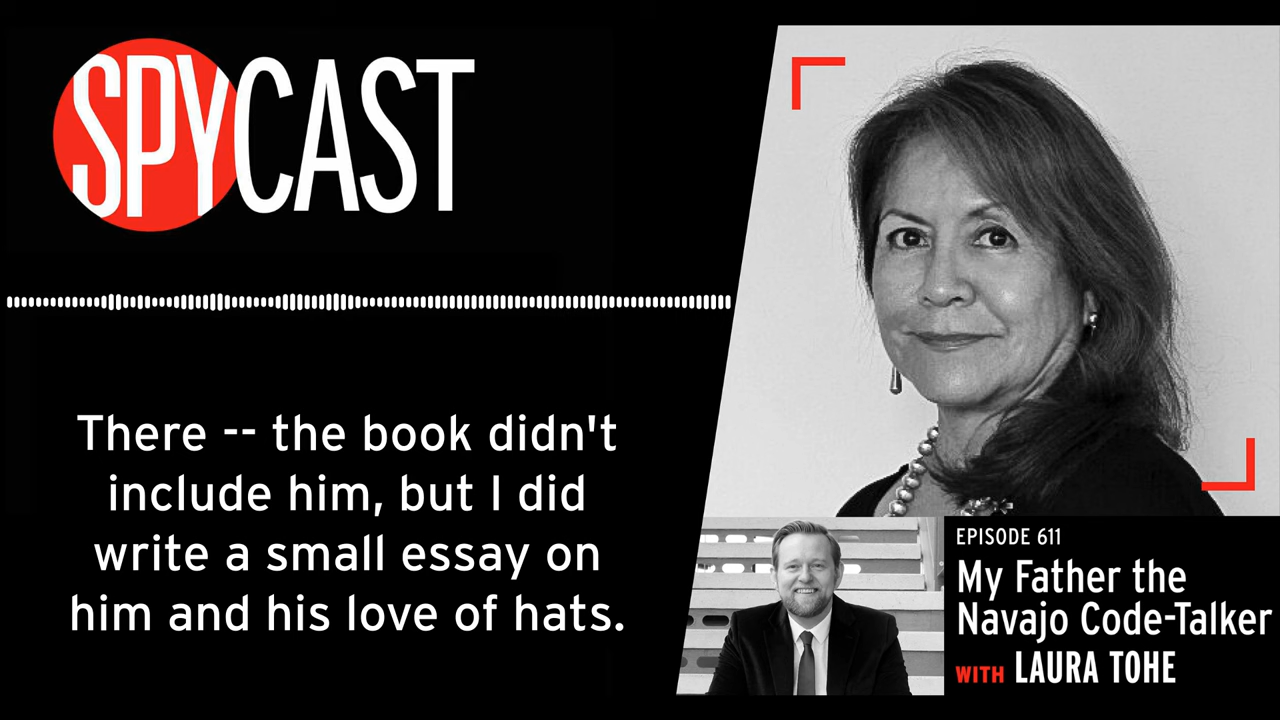 SPYCAST
There -- the book didn't
include him, but I did
write a small essay on
him and his love of hats.
EPISODE 611
My Father the
Navajo Code-Talker
WITH LAURA TOHE